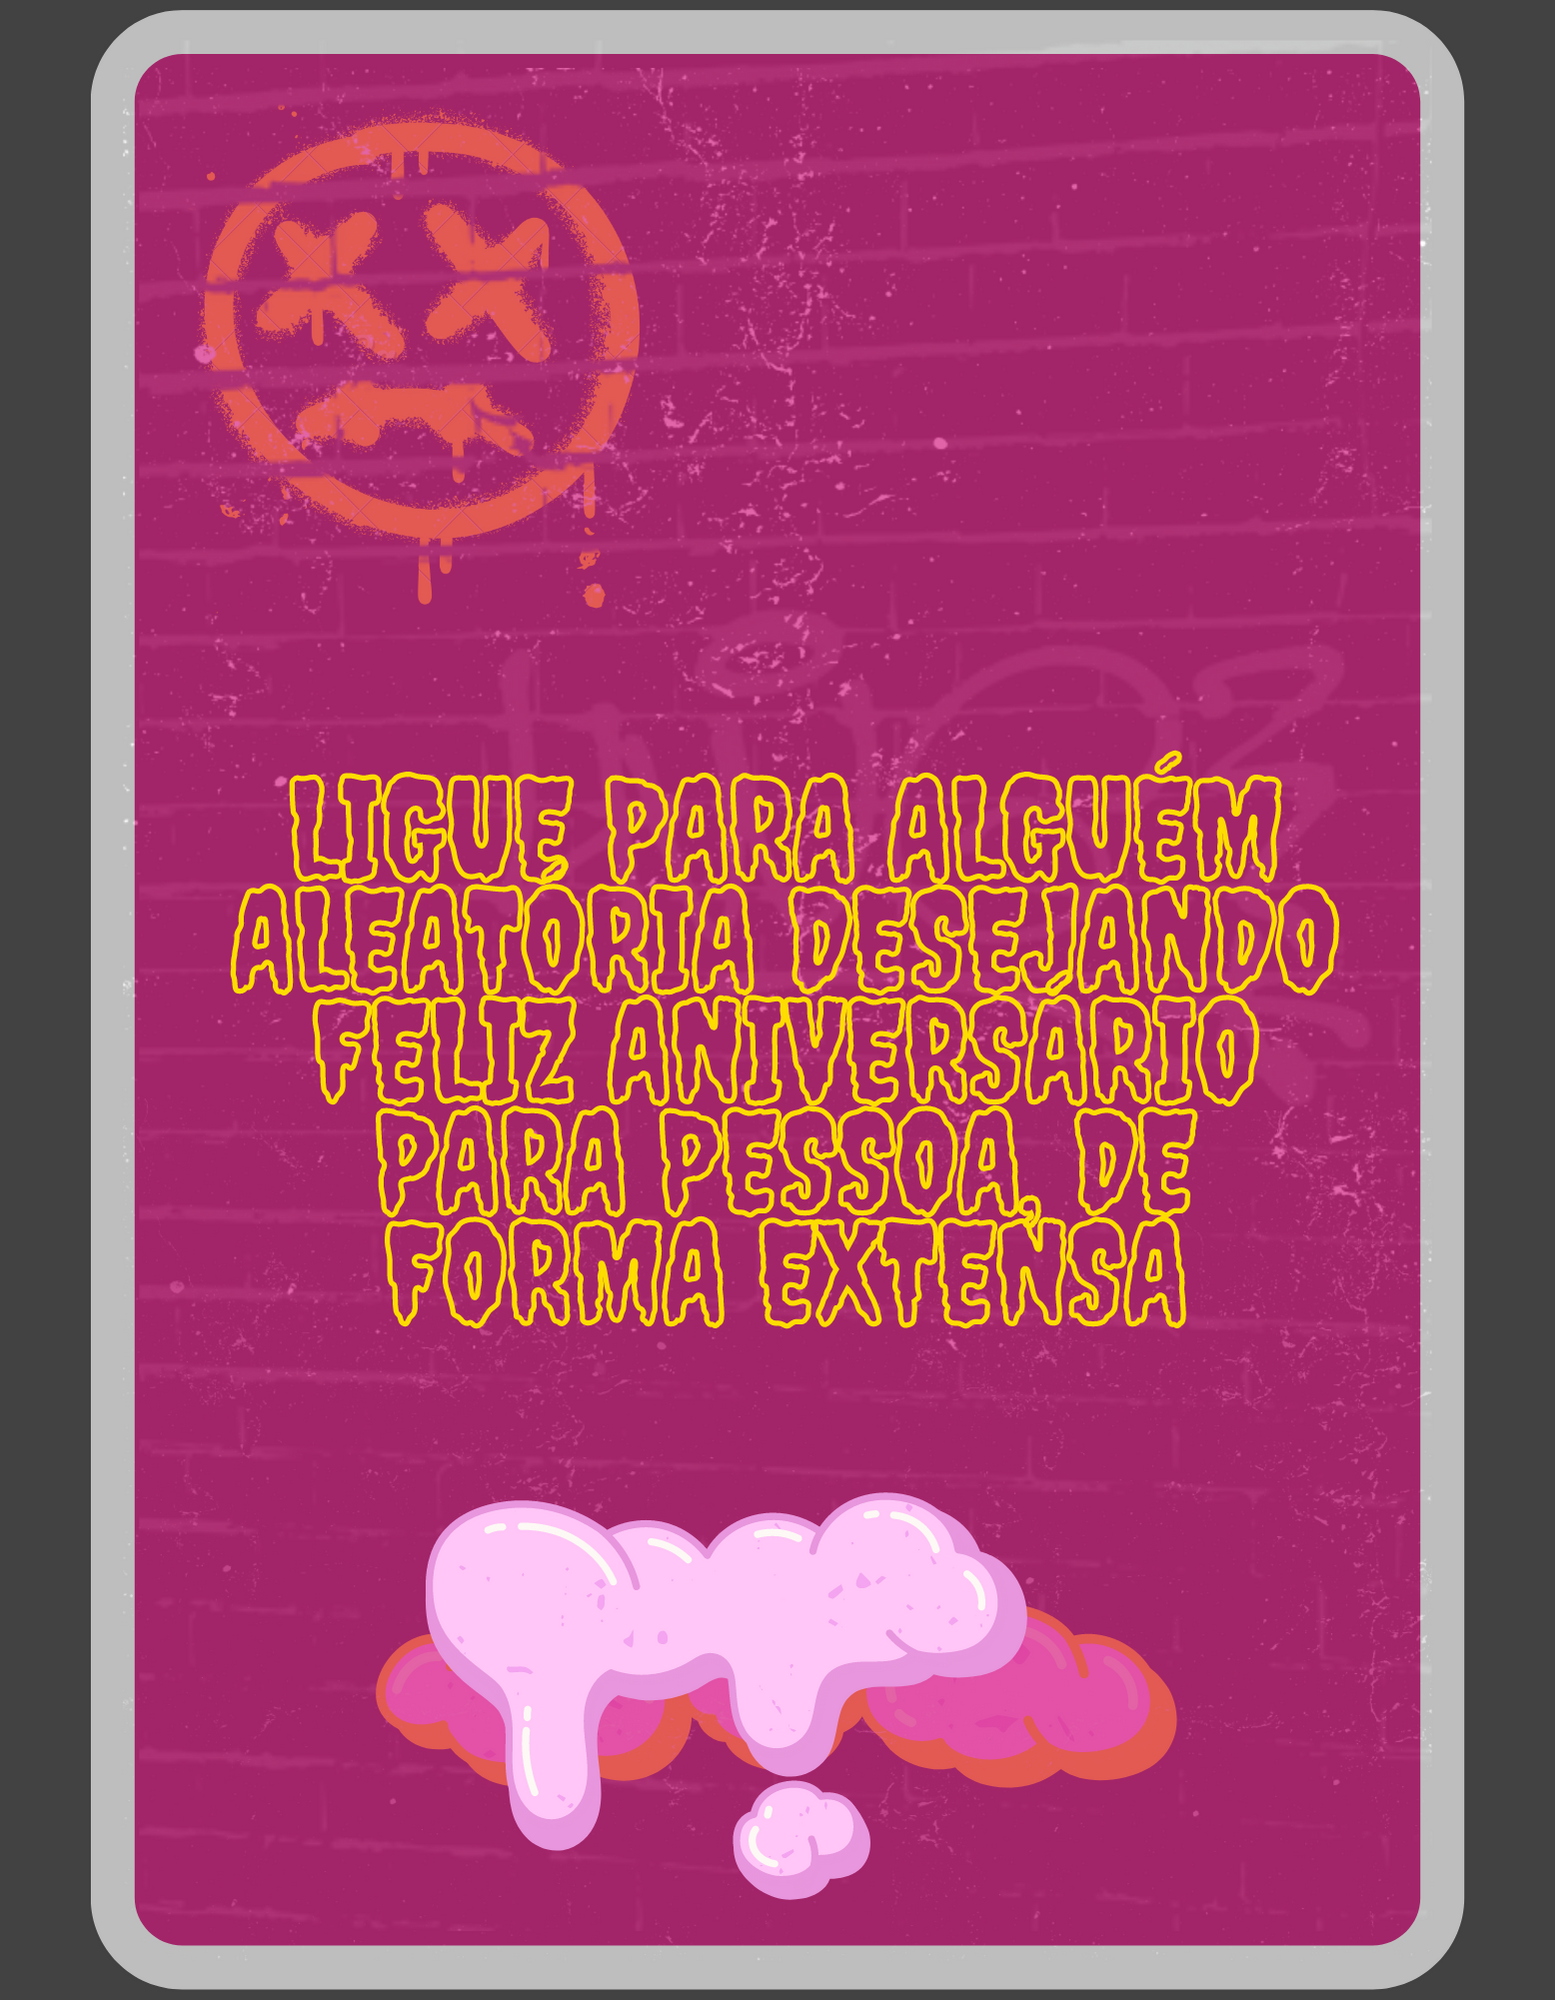 LIGUE PARA ALGUÉM
ALEATÓRIA DESEJANDO
FELIZ ANIVERSÁRIO
PARA PESSOA, DE
FORMA EXTENSA